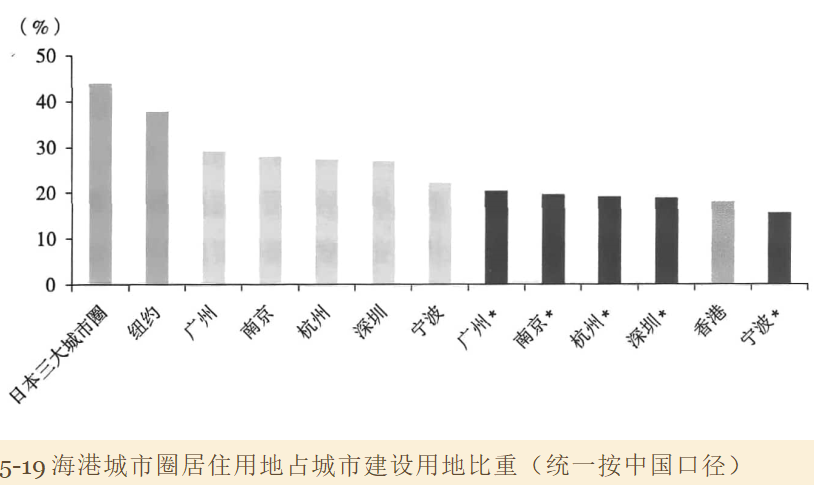 (%)
50
40
30
20
10
0
日本三大城市圈
纽约
广州
南京
杭州
深圳
宁波
广州*
南京*
杭州*
深圳*
香港
宁波*
5-19 海港城市圈居住用地占城市建设用地比重（统一按中国口径）